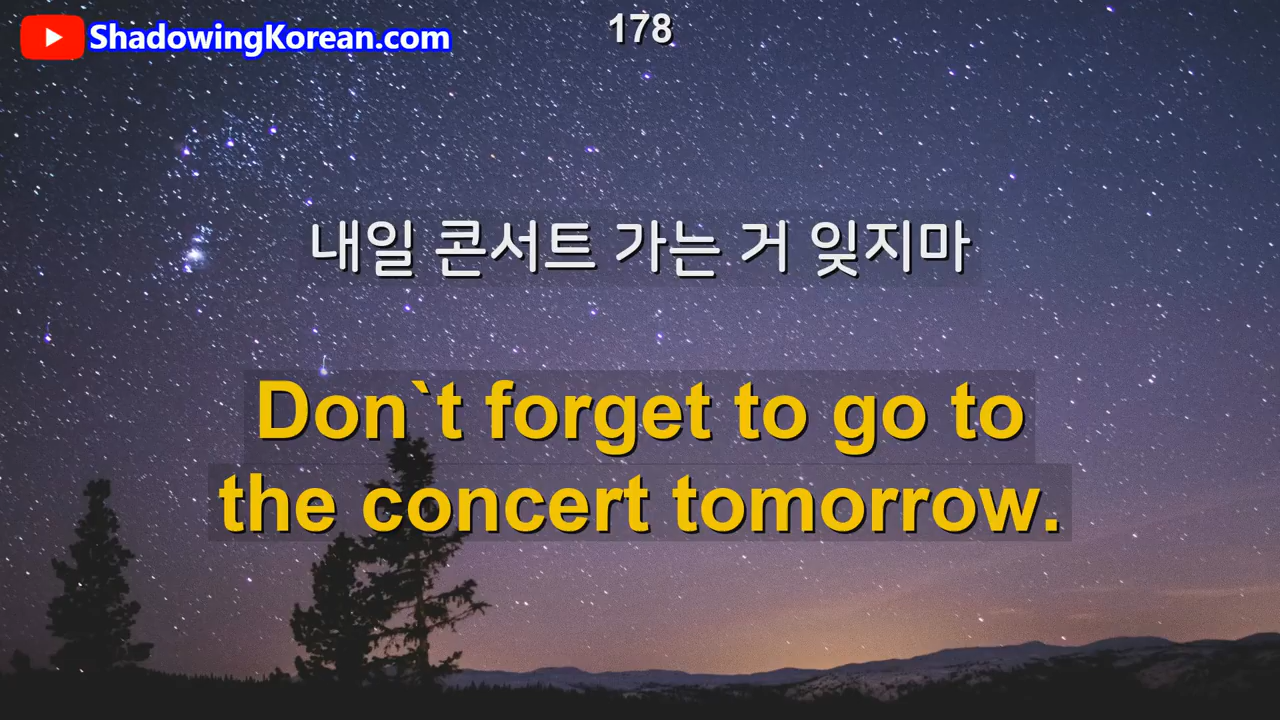 ShadowingKorean.com
178
내일 콘서트 가는 거 잊지마
Don`t forget to go to
the concert tomorrow.